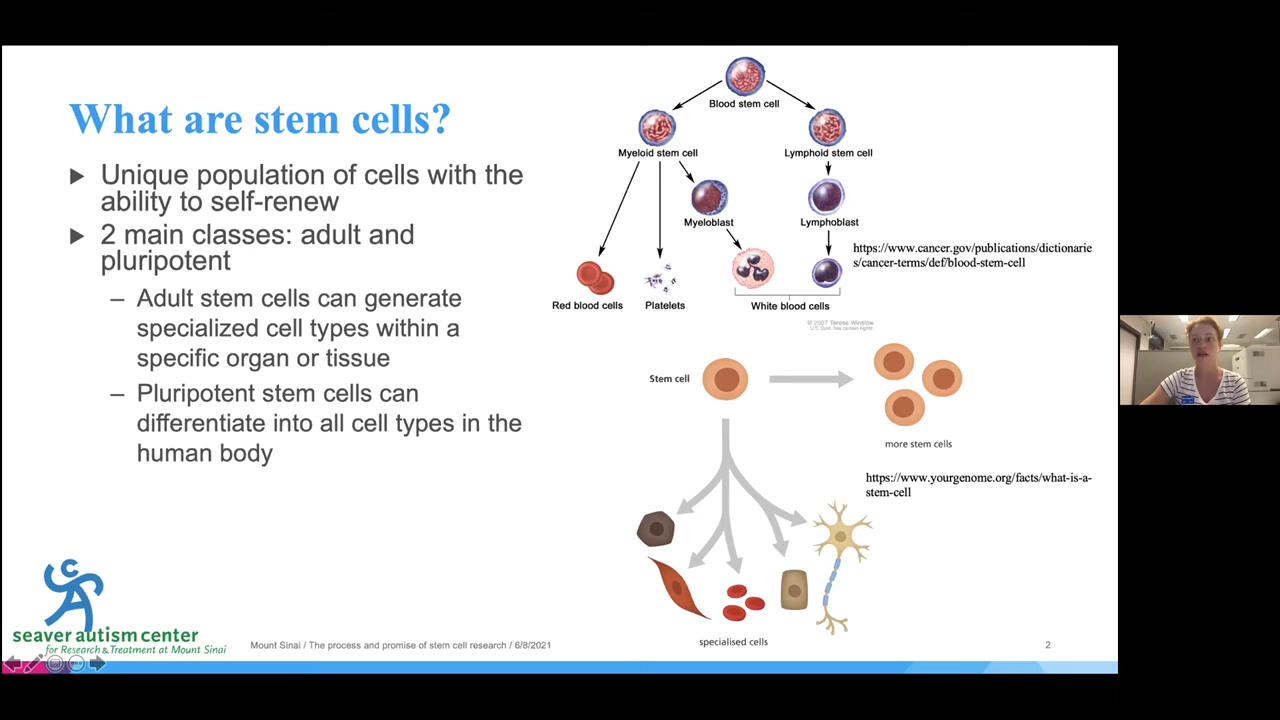 What are stem cells?
Unique population of cells with the
ability to self-renew
2 main classes: adult and
pluripotent
– Adult stem cells can generate
specialized cell types within a
specific organ or tissue
– Pluripotent stem cells can
differentiate into all cell types in the
human body
Blood stem cell
Myeloid stem cell
Lymphoid stem cell
Myeloblast
Lymphoblast
Red blood cells
Platelets
White blood cells
© 2007 Terese Winslow
U.S. Govt. has certain rights
https://www.cancer.gov/publications/dictionarie
s/cancer-terms/def/blood-stem-cell
Stem cell
more stem cells
https://www.yourgenome.org/facts/what-is-a-
stem-cell
specialised cells
seaver autism center
for Research & Treatment at Mount Sinai
Mount Sinai / The process and promise of stem cell research / 6/8/2021
2